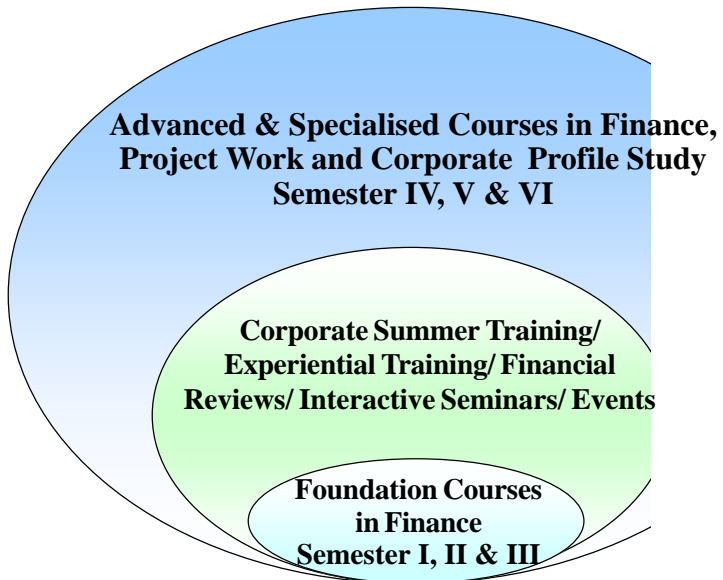 Advanced & Specialised Courses in Finance,
Project Work and Corporate Profile Study
Semester IV, V & VI
Corporate Summer Training/
Experiential Training/ Financial
Reviews/ Interactive Seminars/ Events
Foundation Courses
in Finance
Semester I, II & III